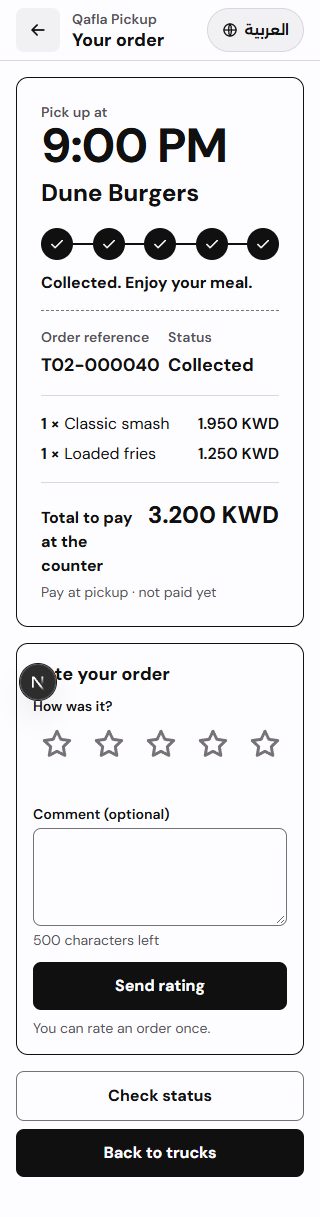 Qafla Pickup
Your order
العربية
Pick up at
9:00 PM
Dune Burgers
Collected. Enjoy your meal.
Order reference Status
T02-000040 Collected
1 × Classic smash 1.950 KWD
1 × Loaded fries 1.250 KWD
Total to pay 3.200 KWD
at the
counter
Pay at pickup · not paid yet
te your order
N
How was it?
Comment (optional)
500 characters left
Send rating
You can rate an order once.
Check status
Back to trucks